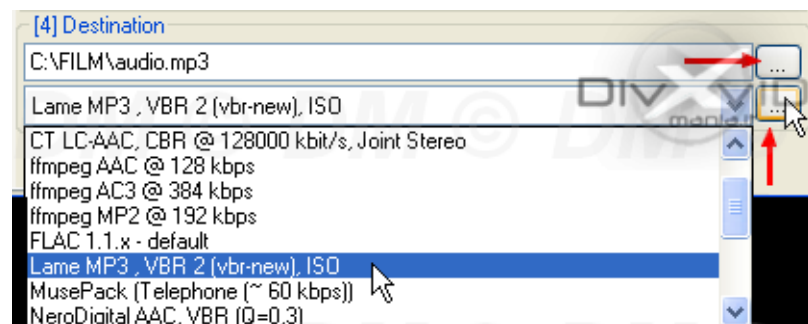 [4] Destination
C:\FILM\audio.mp3
...
Lame MP3 , VBR 2 (vbr-new), ISO
...
CT LC-AAC, CBR @ 128000 kbit/s, Joint Stereo
ffmpeg AAC @ 128 kbps
ffmpeg AC3 @ 384 kbps
ffmpeg MP2 @ 192 kbps
FLAC 1.1.x - default
Lame MP3 , VBR 2 (vbr-new), ISO
MusePack (Telephone (~ 60 kbps))
NeroDigital AAC, VBR (Q=0.3)